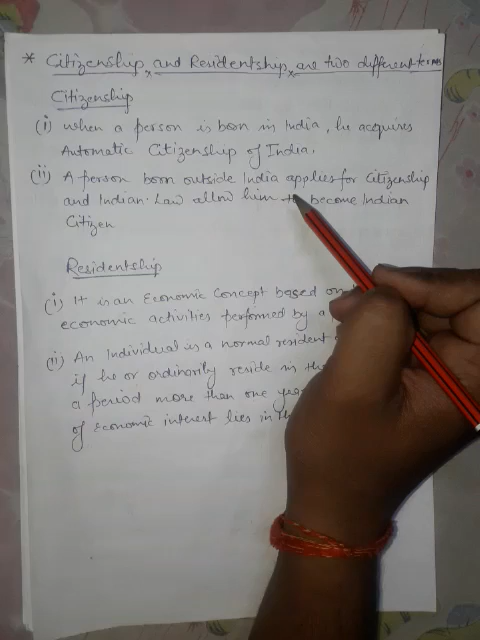 * Citizenship and Residentship are two different terms
Citizenship
(i) When a person is born in India, he acquires
Automatic Citizenship of India.
(ii) A person born outside India applies for Citizenship
and Indian Law allow him to become Indian
Citizen
Residentship
(i) It is an Economic Concept based on
economic activities performed by a
(ii) An Individual is a normal resident
if he or ordinarily reside in the
a period more than one
of economic interest lies in